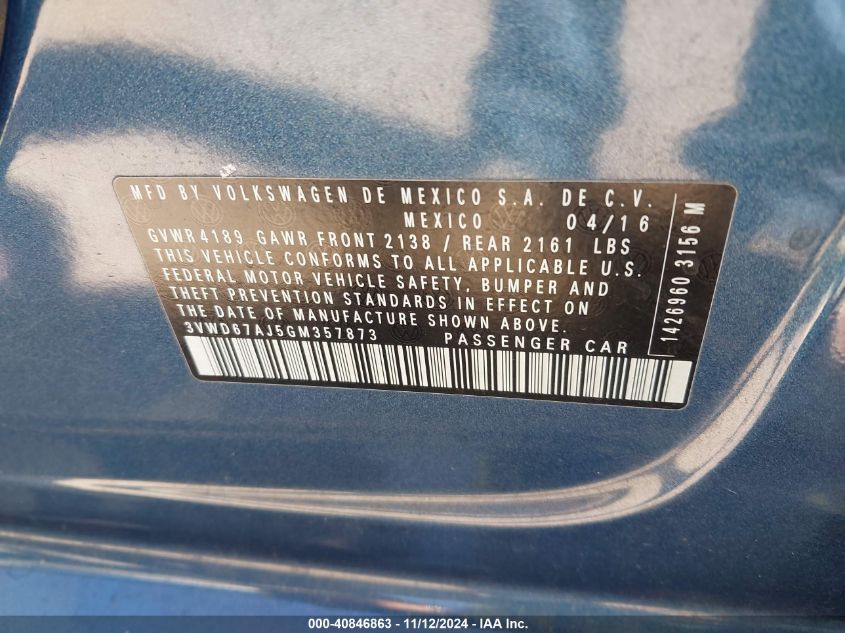 MFD BY VOLKSWAGEN DE MEXICO S.A. DE C.V.
MEXICO 04/16
GVWR 4189 GAWR FRONT 2138 / REAR 2161 LBS
THIS VEHICLE CONFORMS TO ALL APPLICABLE U.S.
FEDERAL MOTOR VEHICLE SAFETY, BUMPER AND
THEFT PREVENTION STANDARDS IN EFFECT ON
THE DATE OF MANUFACTURE SHOWN ABOVE.
3VWD67AJ5GM357873 PASSENGER CAR
1426960 3156 M
000-40846863 - 11/12/2024 - IAA Inc.